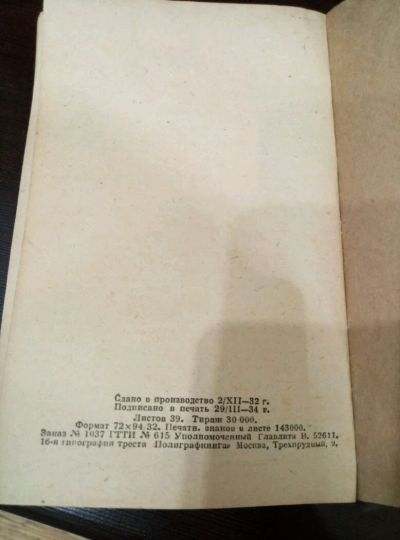 Сдано в производство 2/XII—32 г.
Подписано в печать 29/III—34 г.
Листов 39. Тираж 30 000.
Формат 72×94 32. Печатн. знаков в листе 143000.
Заказ № 1037 ГТТИ № 615 Уполномоченный Главлита В. 52611.
16-я типография треста „Полиграфкнига“ Москва, Трехпрудный, 9.